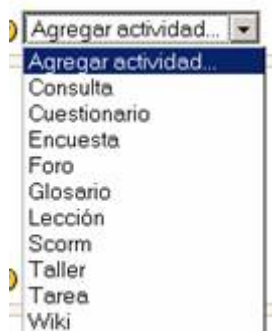 Agregar actividad...
Agregar actividad...
Consulta
Cuestionario
Encuesta
Foro
Glosario
Lección
Scorm
Taller
Tarea
Wiki